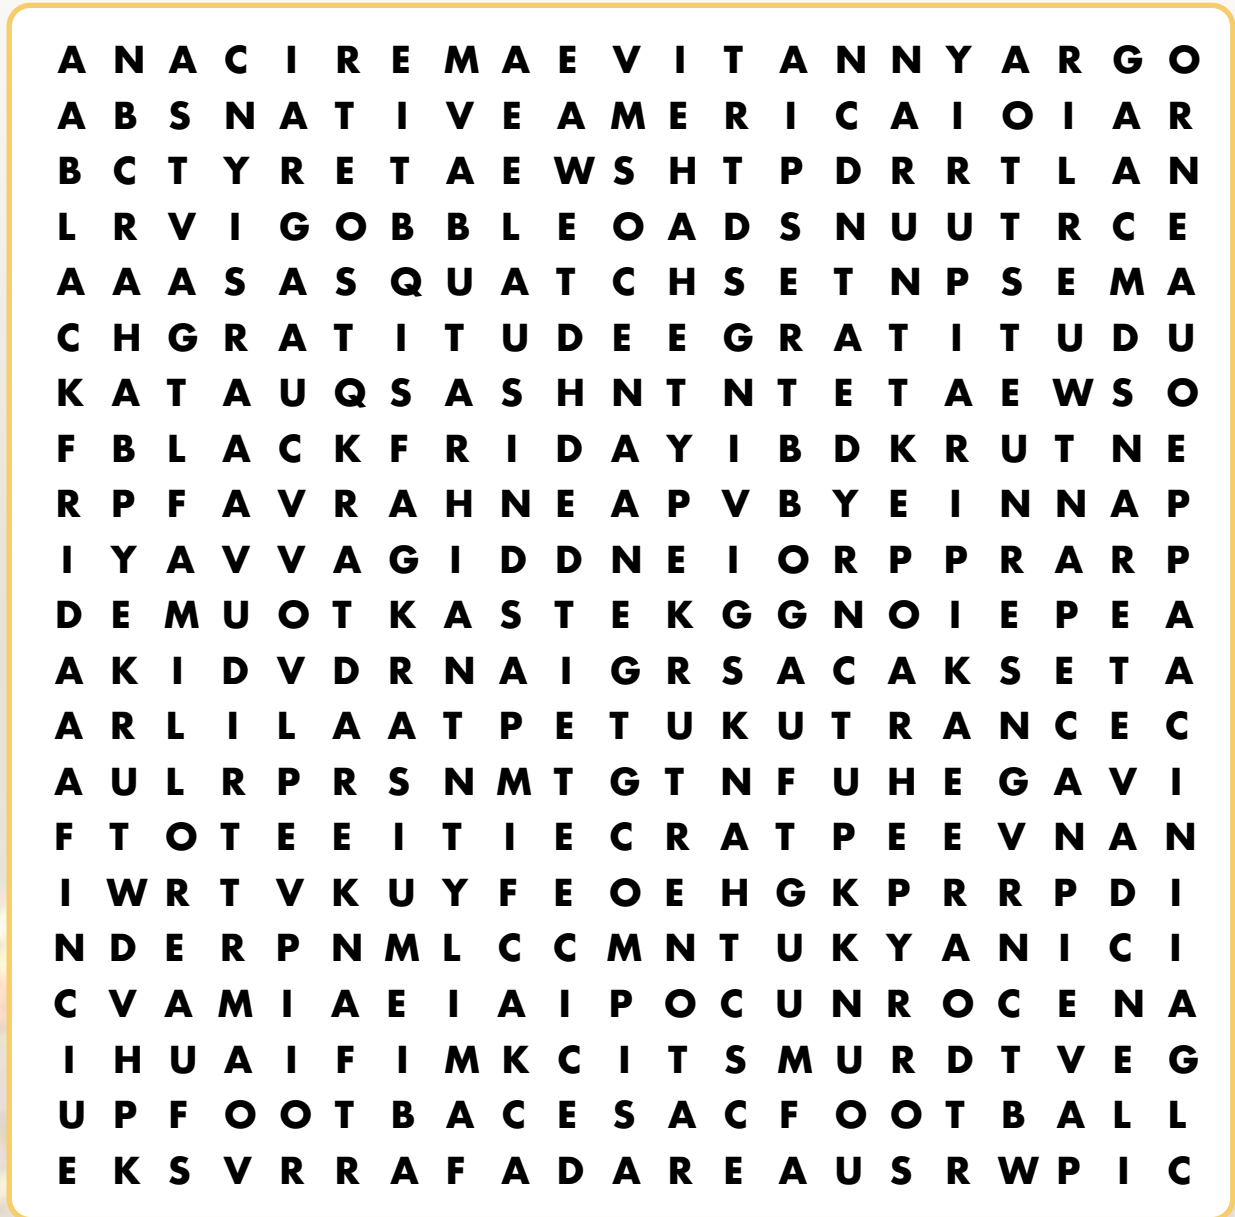 A N A C I R E M A E V I T A N N Y A R G O
A B S N A T I V E A M E R I C A I O I A R
B C T Y R E T A E W S H T P D R R T L A N
L R V I G O B B L E O A D S N U U T R C E
A A A S A S Q U A T C H S E T N P S E M A
C H G R A T I T U D E E G R A T I T U D U
K A T A U Q S A S H N T N T E T A E W S O
F B L A C K F R I D A Y I B D K R U T N E
R P F A V R A H N E A P V B Y E I N N A P
I Y A V V A G I D D N E I O R P P R A R P
D E M U O T K A S T E K G G N O I E P E A
A K I D V D R N A I G R S A C A K S E T A
A R L I L A A T P E T U K U T R A N C E C
A U L R P R S N M T G T N F U H E G A V I
F T O T E E I T I E C R A T P E E V N A N
I W R T V K U Y F E O E H G K P R R P D I
N D E R P N M L C C M N T U K Y A N I C I
C V A M I A E I A I P O C U N R O C E N A
I H U A I F I M K C I T S M U R D T V E G
U P F O O T B A C E S A C F O O T B A L L
E K S V R R A F A D A R E A U S R W P I C